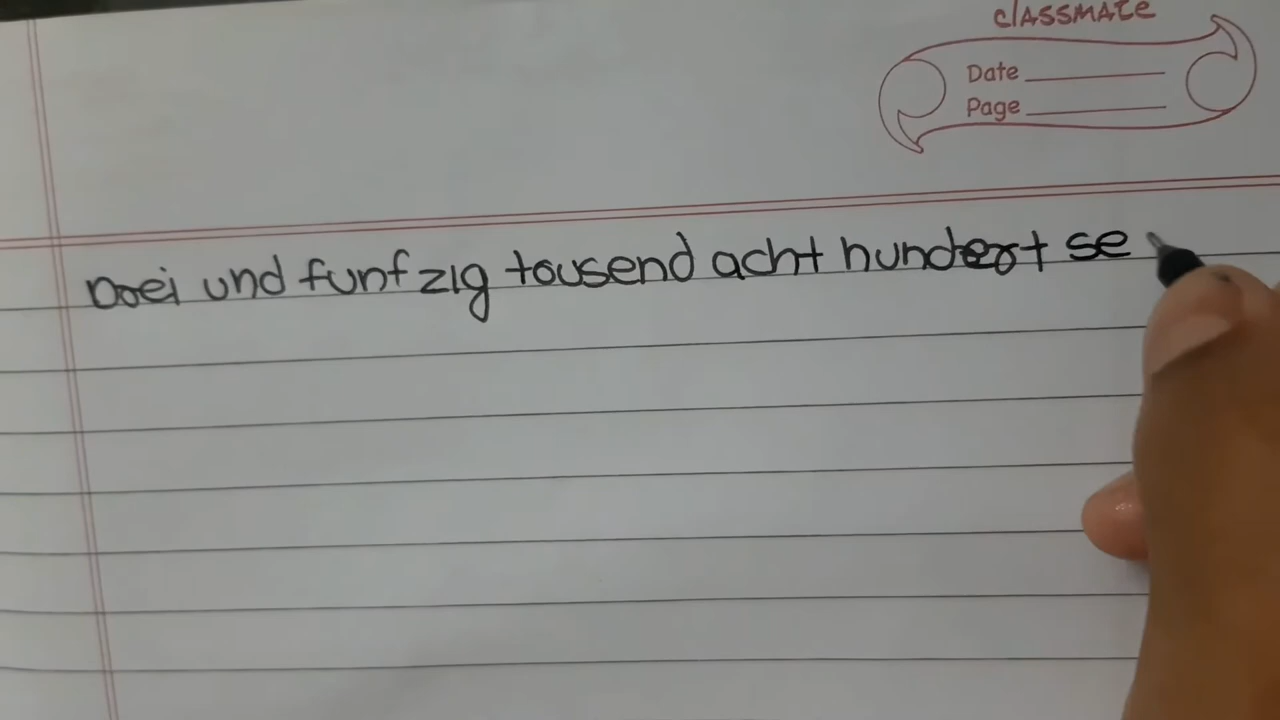 classmate
Date
Page
Drei und funfzig tousend acht hundert se